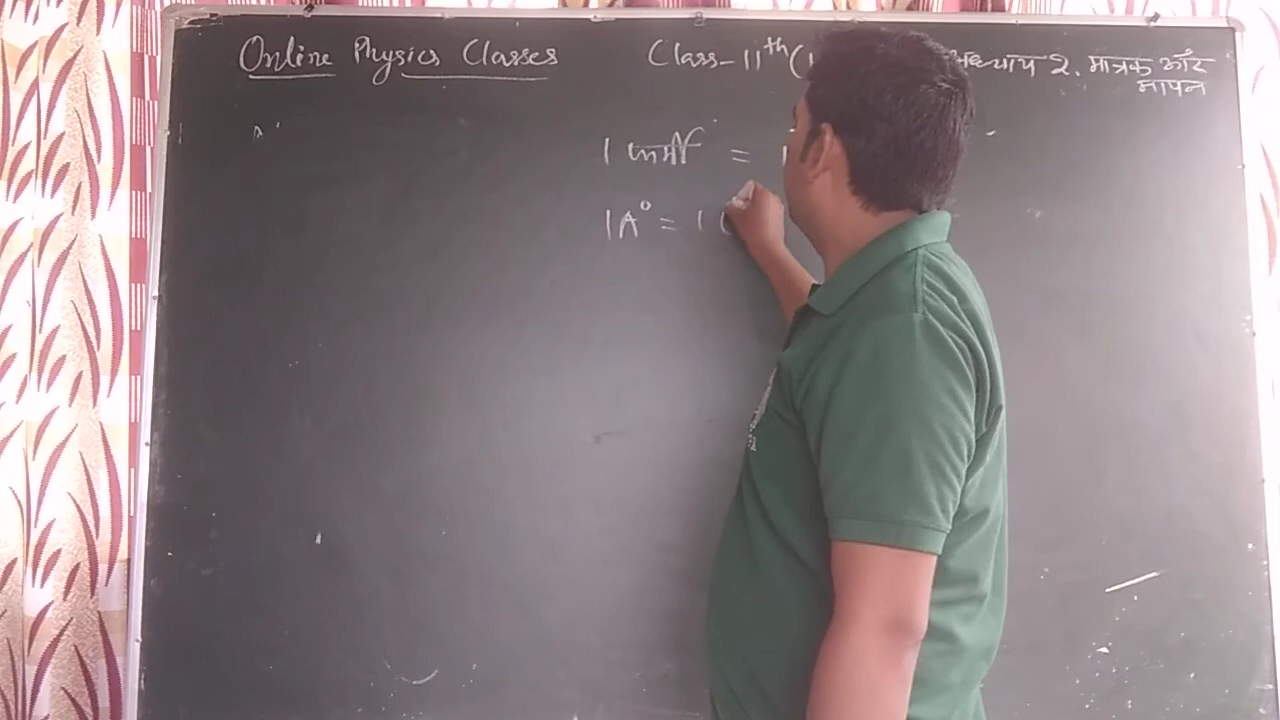 Online Physics Classes
Class-11th (
अध्याय 2. मात्रक और
मापन
1 फर्मी = 1
1A° = 1